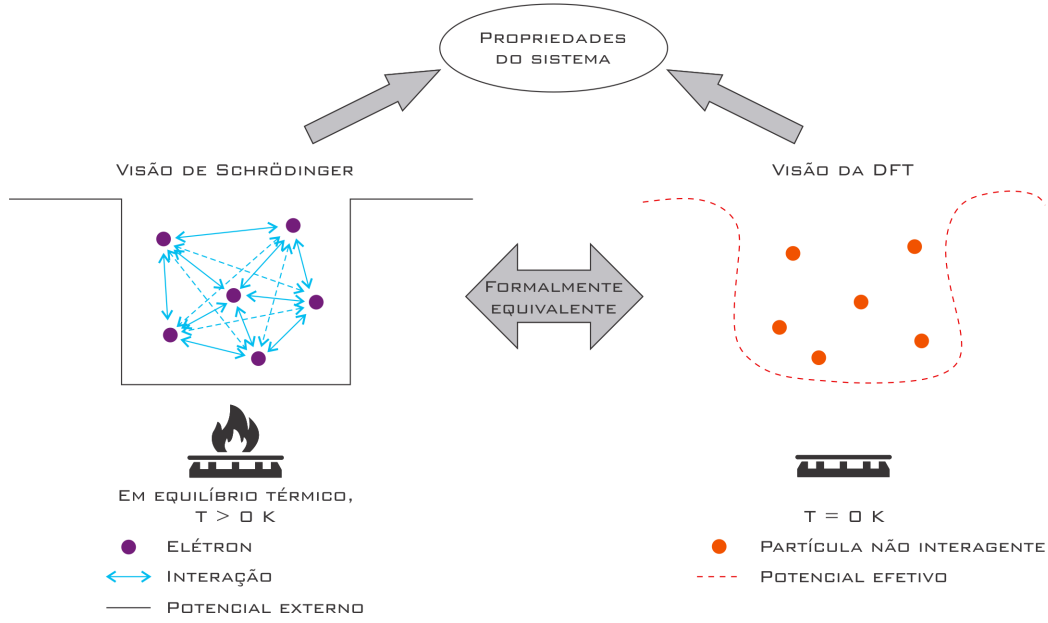 Propriedades
do sistema
Visão de Schrödinger
Visão da DFT
Formalmente
equivalente
Em equilíbrio térmico,
T > 0 K
T = 0 K
Elétron
Interação
Potencial externo
Partícula não interagente
Potencial efetivo